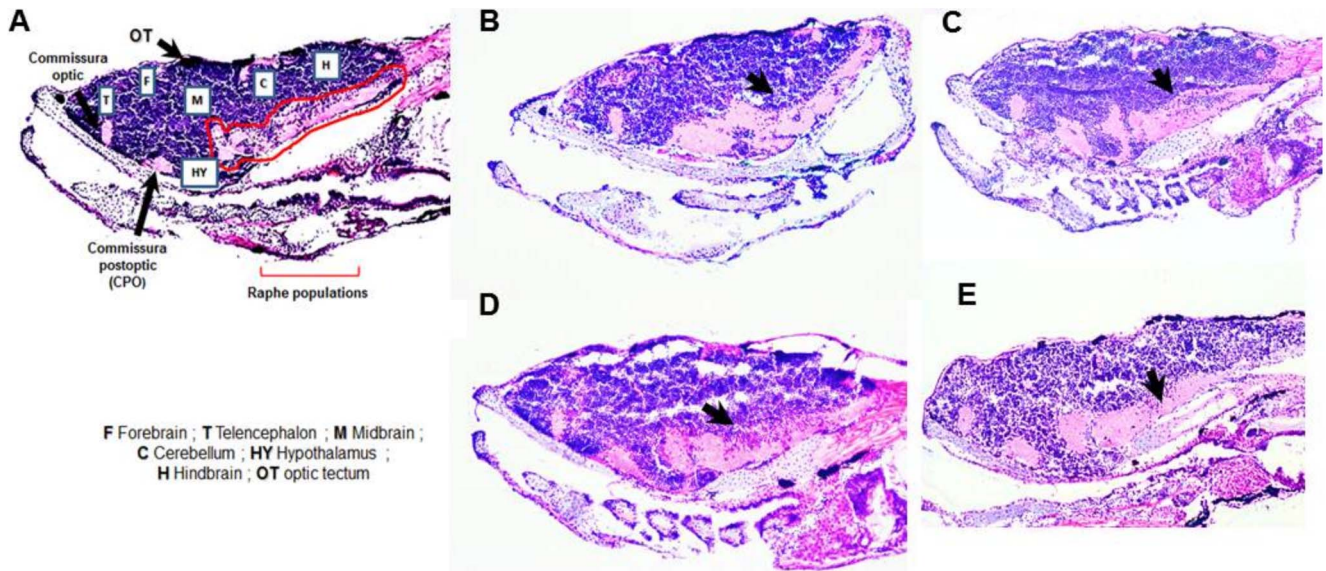 A
OT
Commissura
optic
T
F
M
C
H
HY
Commissura
postoptic
(CPO)
Raphe populations
B
C
D
E
F Forebrain ; T Telencephalon ; M Midbrain ;
C Cerebellum ; HY Hypothalamus ;
H Hindbrain ; OT optic tectum